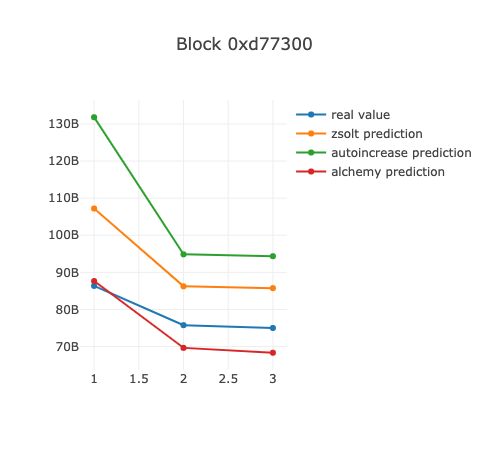 Block 0xd77300
real value
zsolt prediction
autoincrease prediction
alchemy prediction
130B
120B
110B
100B
90B
80B
70B
1 1.5 2 2.5 3